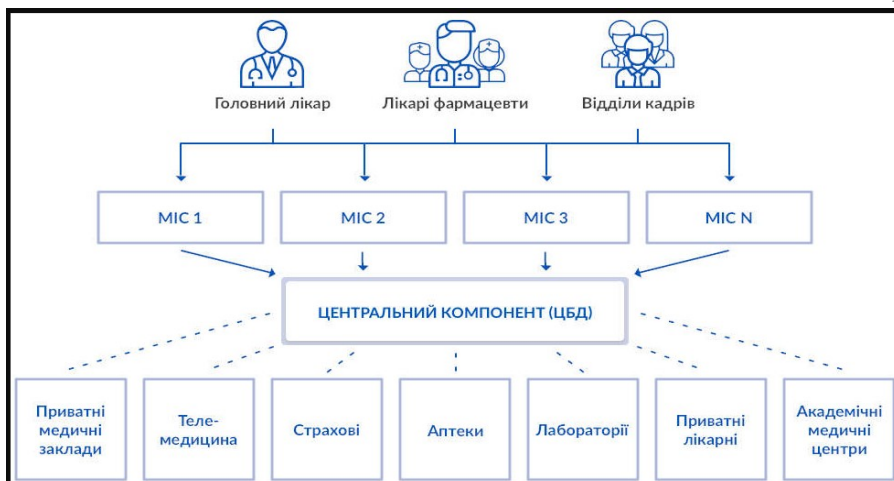 Головний лікар
Лікарі фармацевти
Відділи кадрів
МІС 1
МІС 2
МІС 3
МІС N
ЦЕНТРАЛЬНИЙ КОМПОНЕНТ (ЦБД)
Приватні
медичні
заклади
Теле-
медицина
Страхові
Аптеки
Лабораторії
Приватні
лікарні
Академічні
медичні
центри